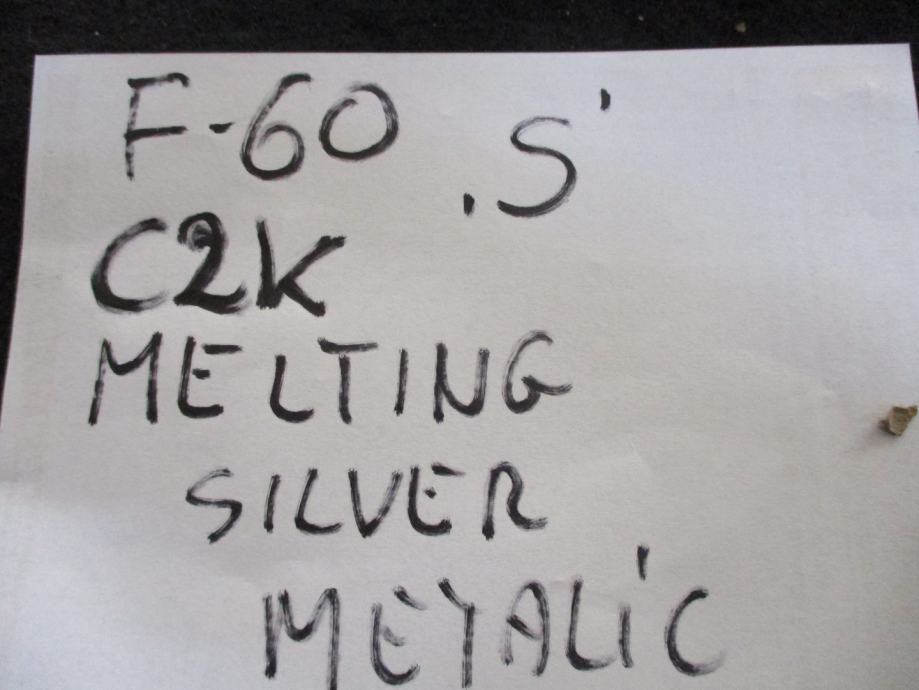 F-60 .S'
C2K
MELTING
SILVER
METALiC